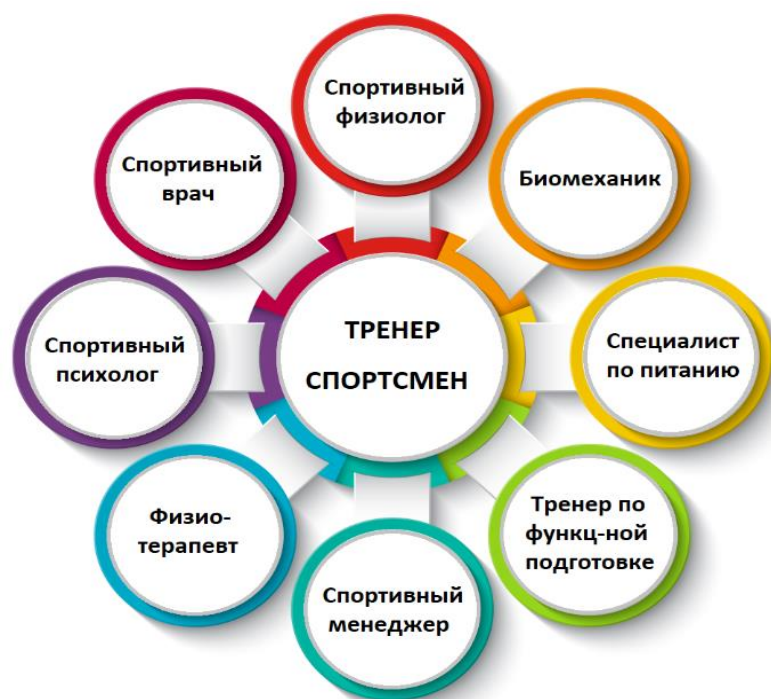 Спортивный
физиолог
Биомеханик
Специалист
по питанию
Тренер по
функц-ной
подготовке
Спортивный
менеджер
Физио-
терапевт
Спортивный
психолог
Спортивный
врач
ТРЕНЕР
СПОРТСМЕН